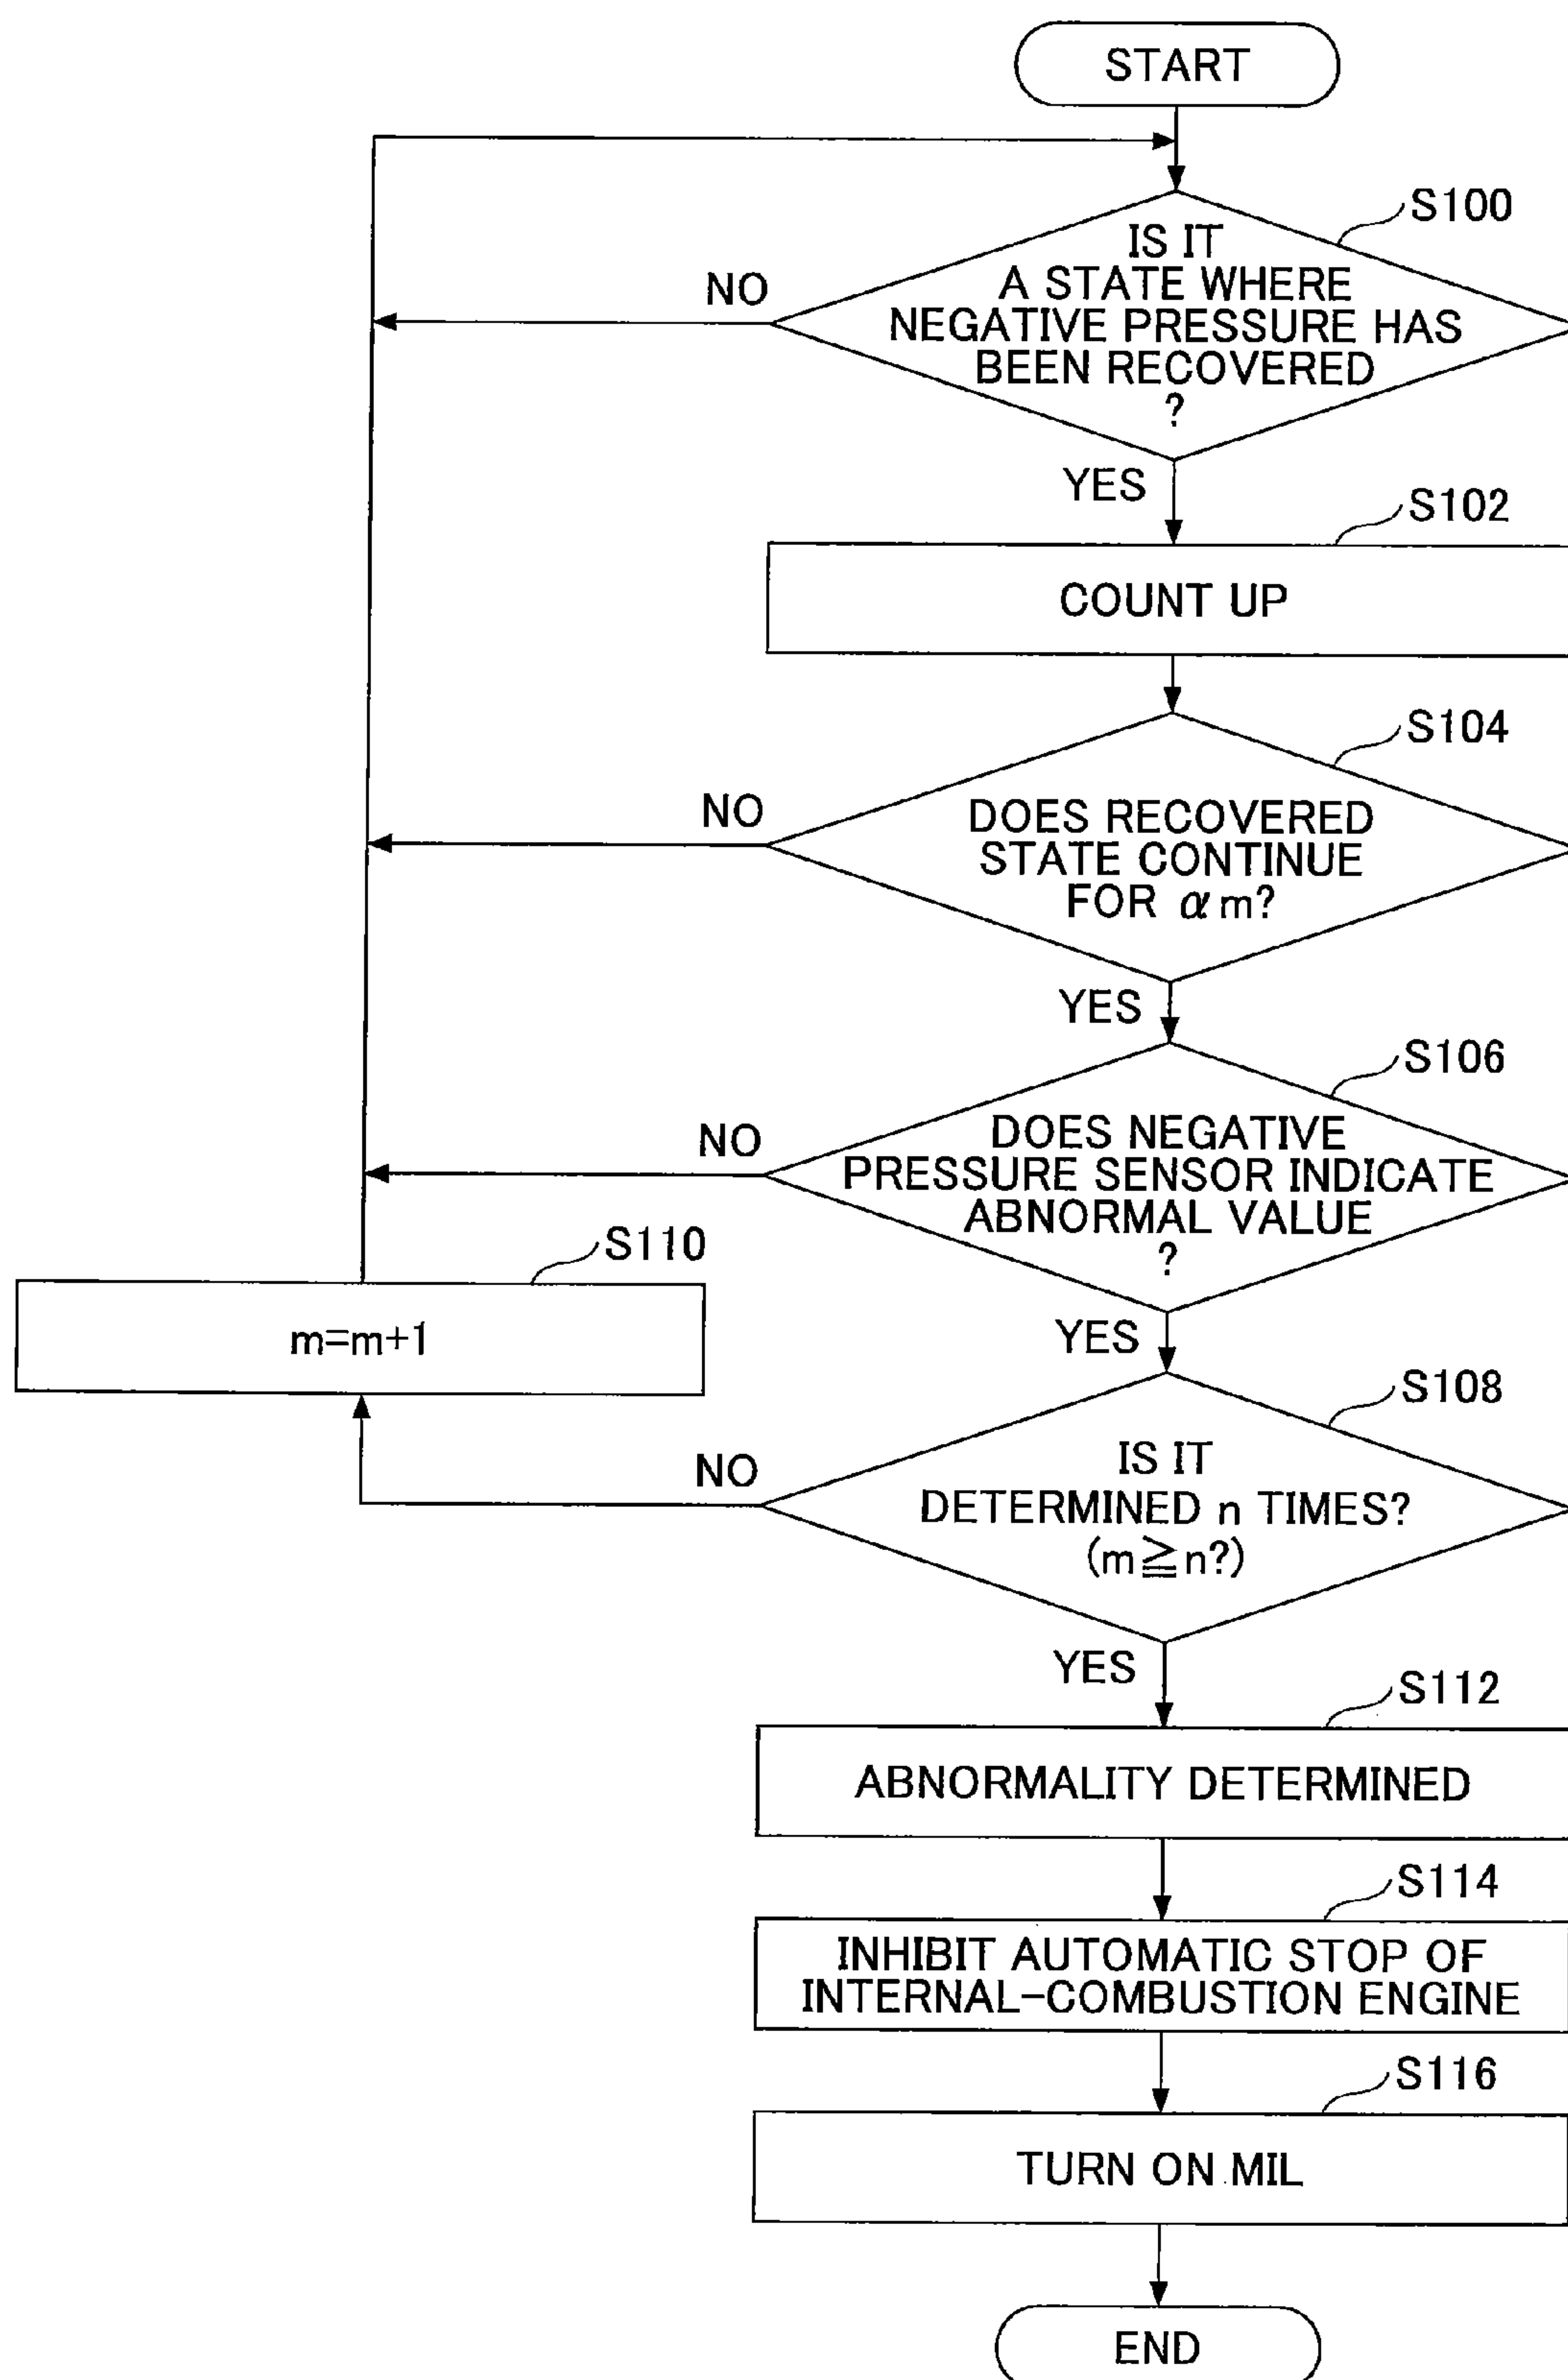 START
S100
IS IT
A STATE WHERE
NEGATIVE PRESSURE HAS
BEEN RECOVERED
?
NO
YES
S102
COUNT UP
S104
DOES RECOVERED
STATE CONTINUE
FOR αm?
NO
YES
S106
DOES NEGATIVE
PRESSURE SENSOR INDICATE
ABNORMAL VALUE
?
NO
YES
S110
m=m+1
S108
IS IT
DETERMINED n TIMES?
(m≧n?)
NO
YES
S112
ABNORMALITY DETERMINED
S114
INHIBIT AUTOMATIC STOP OF
INTERNAL-COMBUSTION ENGINE
S116
TURN ON MIL
END